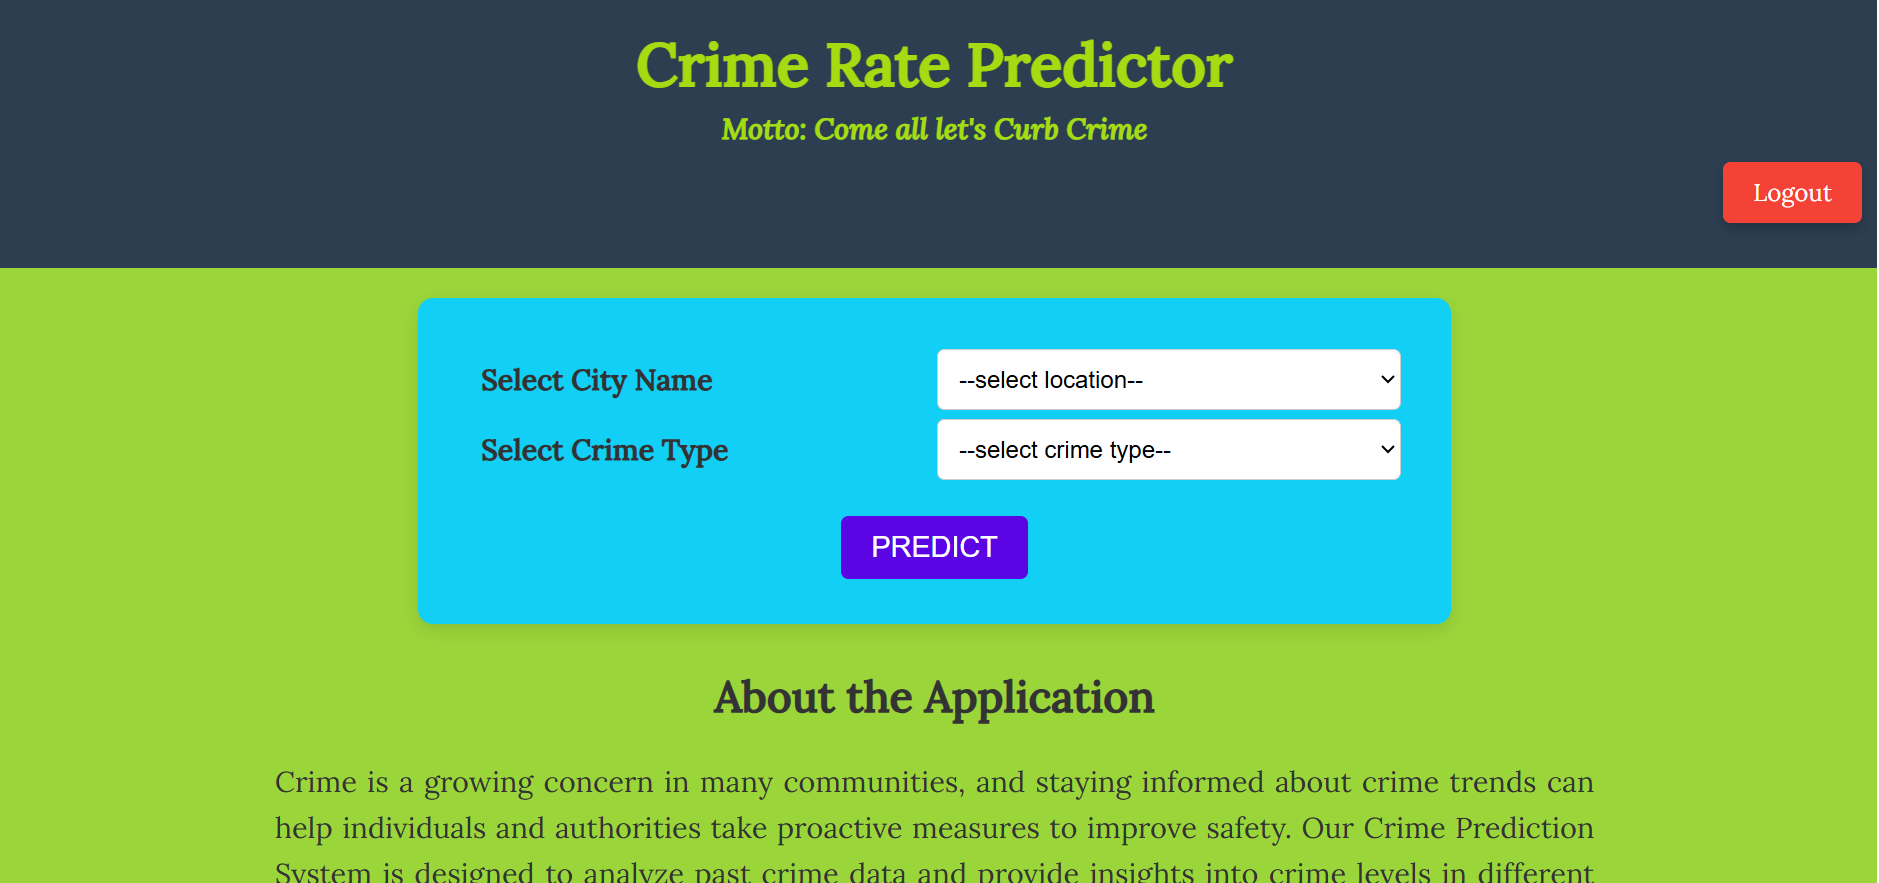 Crime Rate Predictor
Motto: Come all let's Curb Crime
Logout
Select City Name
--select location--
Select Crime Type
--select crime type--
PREDICT
About the Application
Crime is a growing concern in many communities, and staying informed about crime trends can
help individuals and authorities take proactive measures to improve safety. Our Crime Prediction
System is designed to analyze past crime data and provide insights into crime levels in different